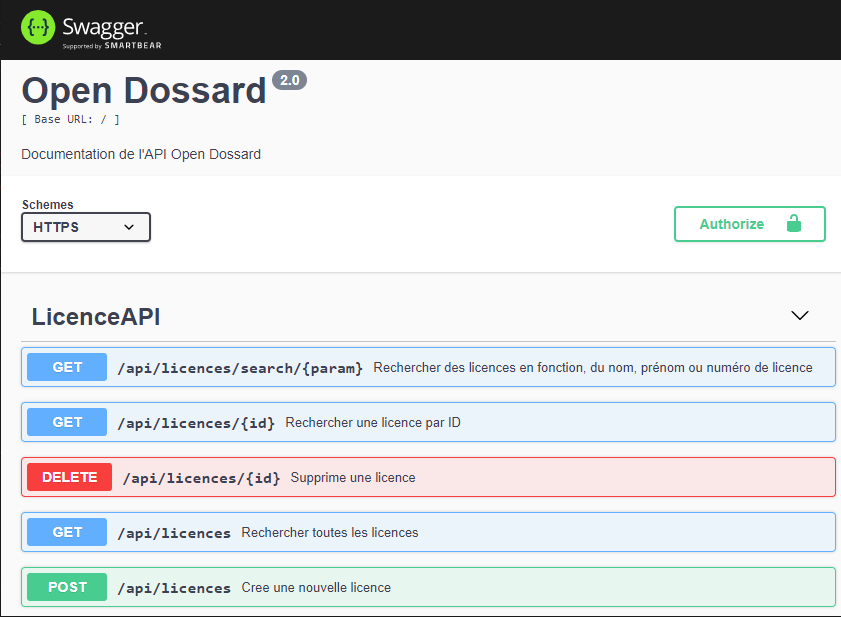 Swagger
Supported by SMARTBEAR
Open Dossard 2.0
[ Base URL: / ]
Documentation de l'API Open Dossard
Schemes
HTTPS
Authorize
LicenceAPI
GET /api/licences/search/{param} Rechercher des licences en fonction, du nom, prénom ou numéro de licence
GET /api/licences/{id} Rechercher une licence par ID
DELETE /api/licences/{id} Supprime une licence
GET /api/licences Rechercher toutes les licences
POST /api/licences Cree une nouvelle licence